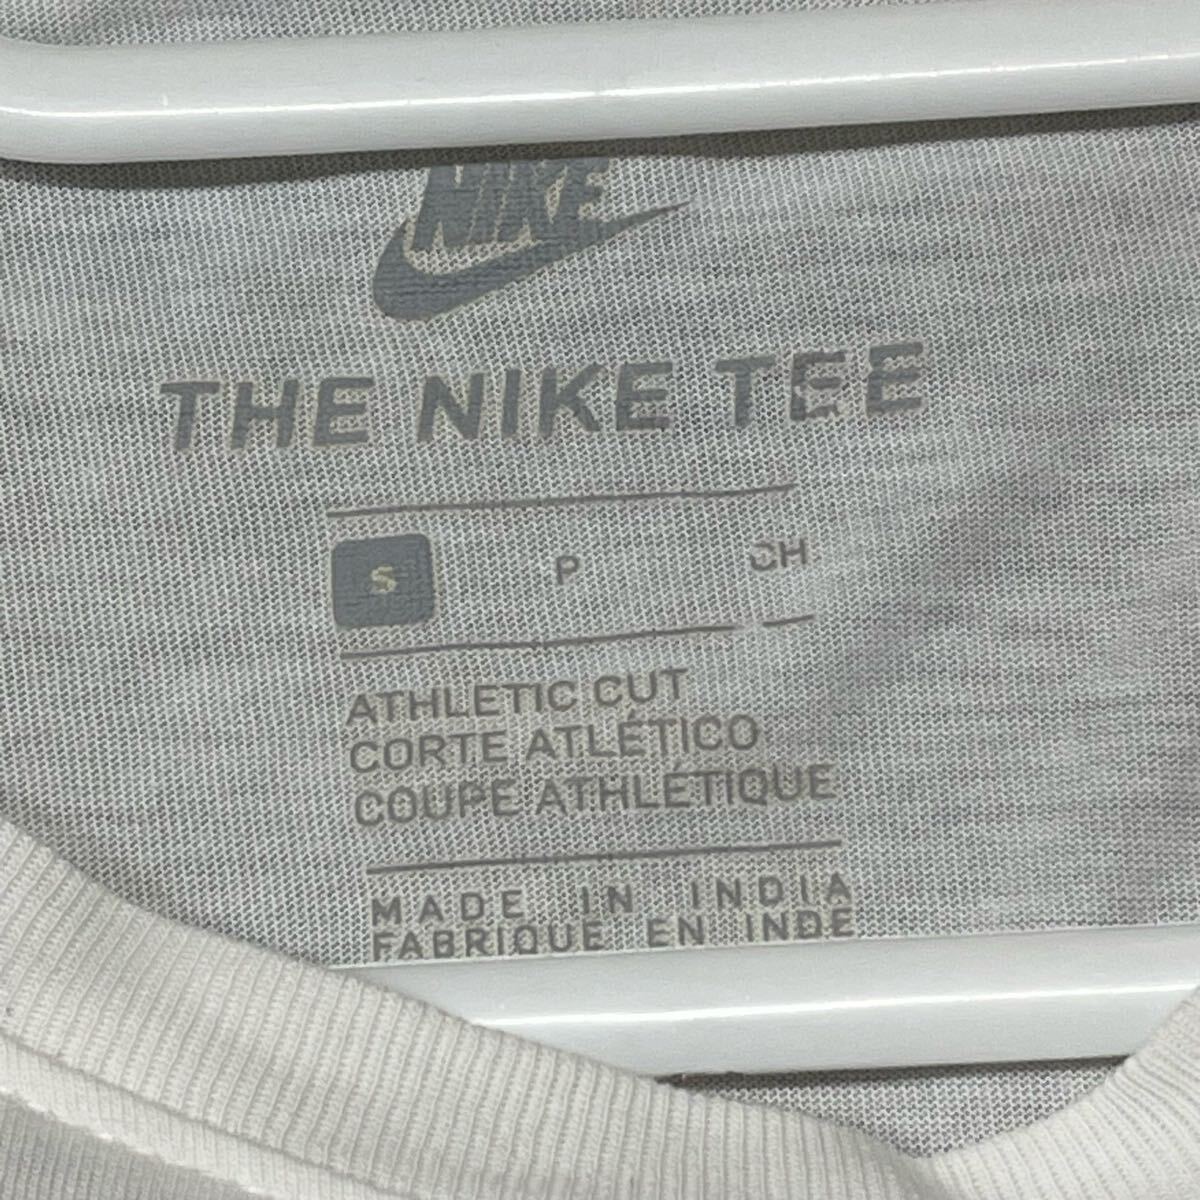 NIKE
THE NIKE TEE
S P CH
ATHLETIC CUT
CORTE ATLÉTICO
COUPE ATHLÉTIQUE
MADE IN INDIA
FABRIQUE EN INDE